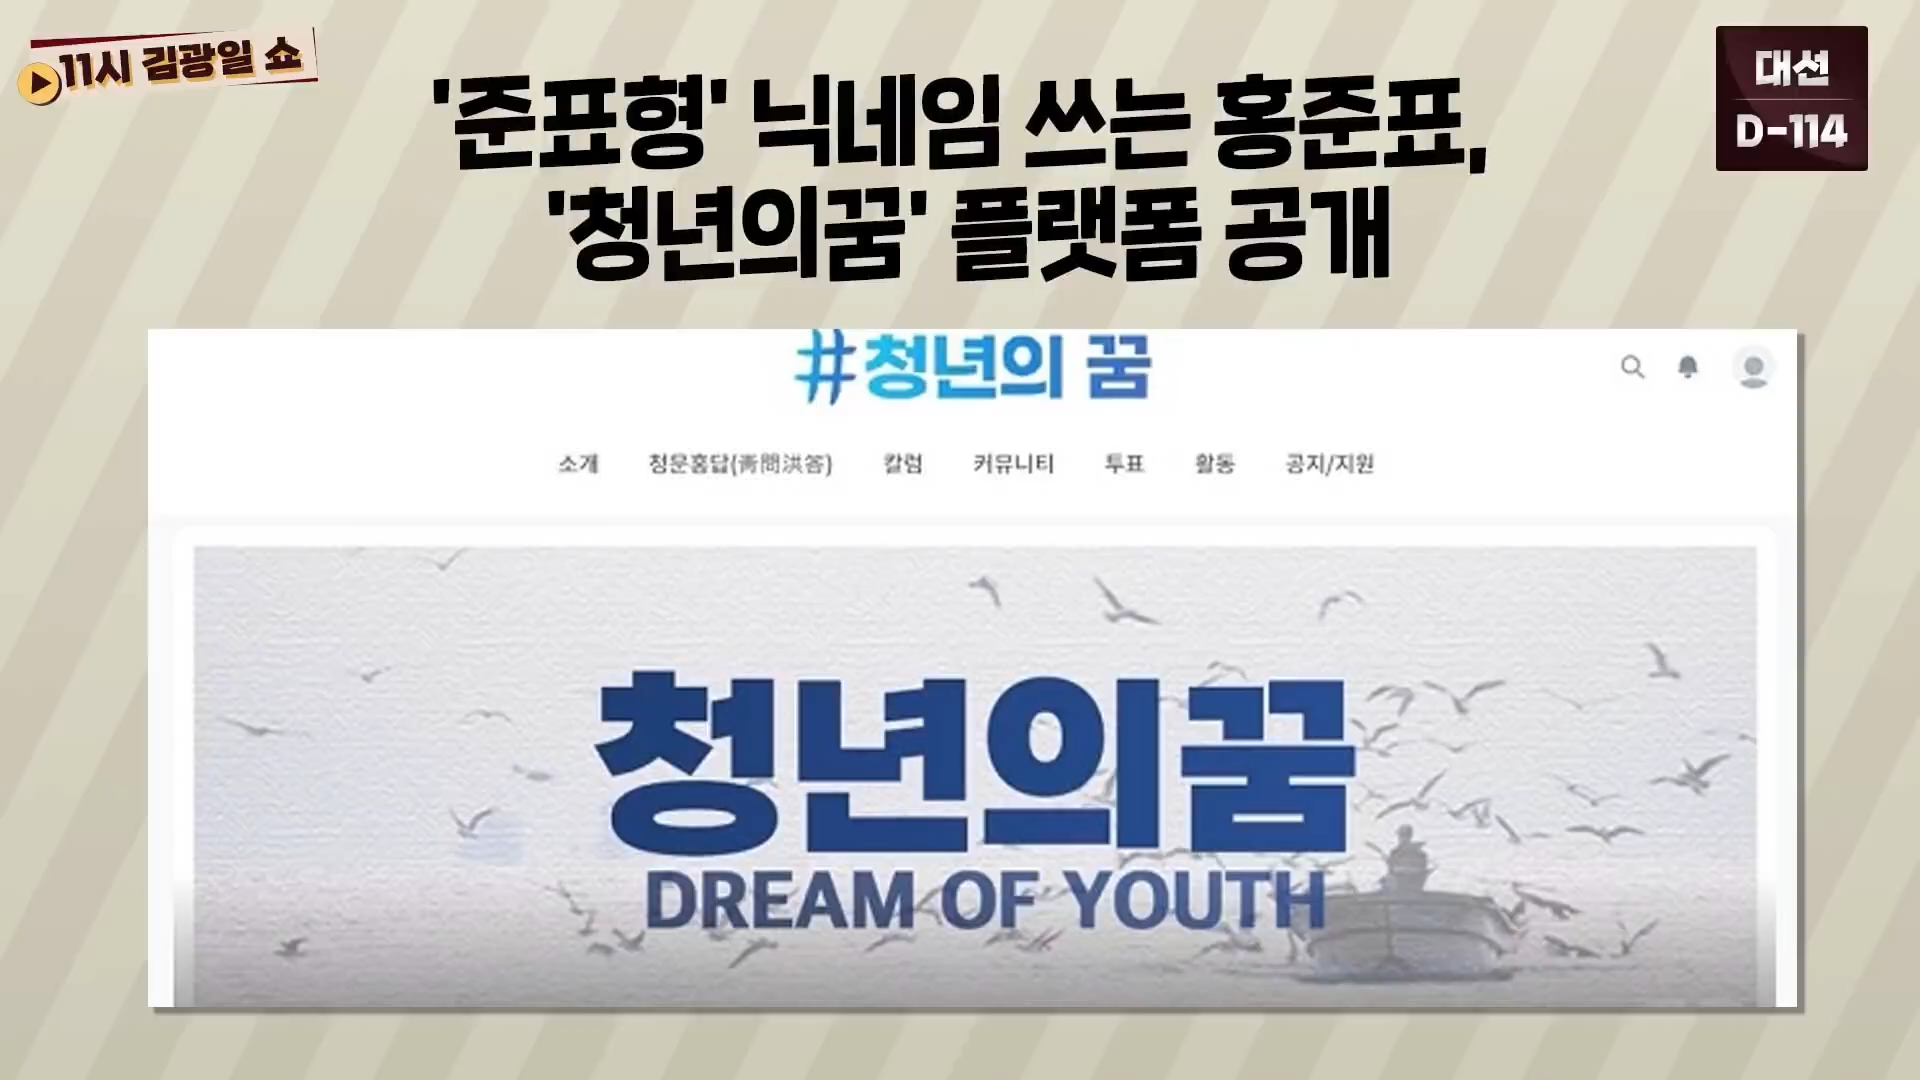 11시 김광일 쇼
대선
D-114
'준표형' 닉네임 쓰는 홍준표,
'청년의꿈' 플랫폼 공개
#청년의 꿈
소개 청문홍답(靑問洪答) 칼럼 커뮤니티 투표 활동 공지/지원
청년의꿈
DREAM OF YOUTH